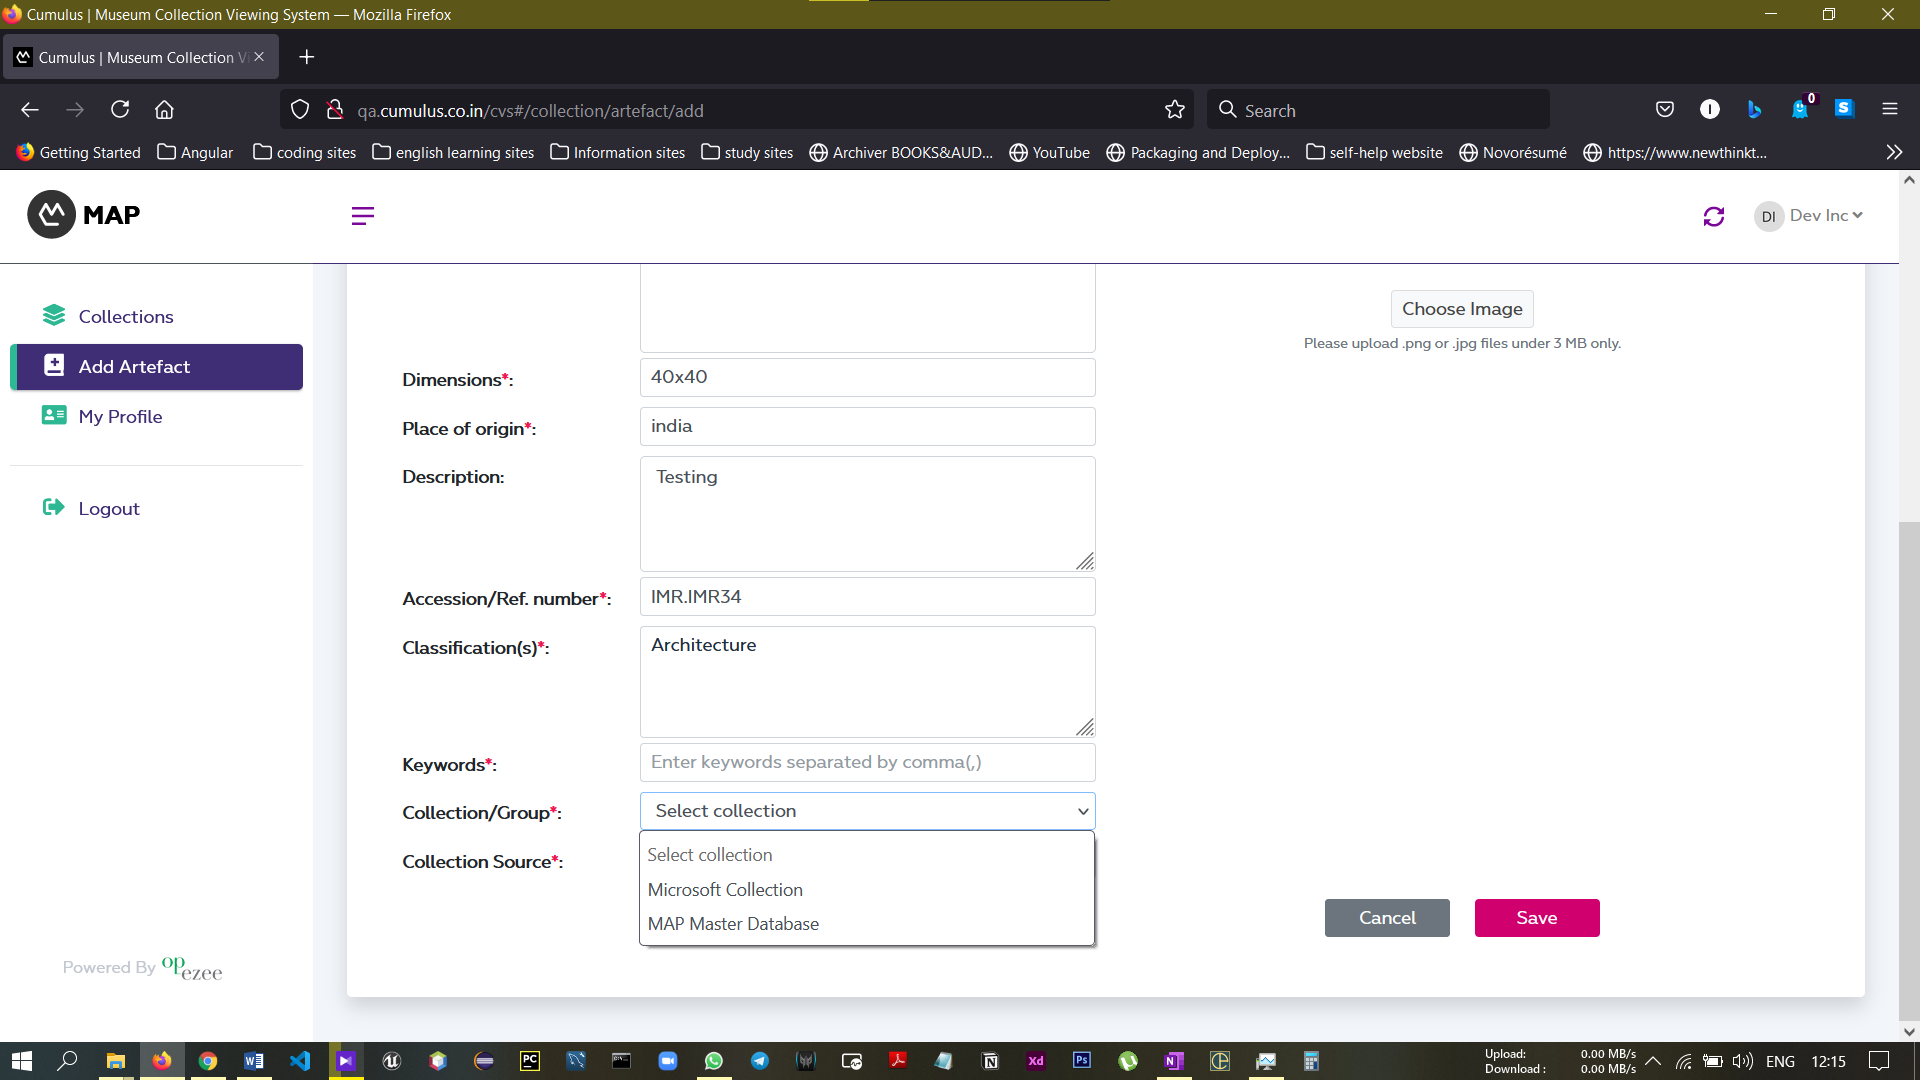 Cumulus | Museum Collection Viewing System — Mozilla Firefox
Cumulus | Museum Collection Vi
qa.cumulus.co.in/cvs#/collection/artefact/add
Search
0
Getting Started
Angular
coding sites
english learning sites
Information sites
study sites
Archiver BOOKS&AUD...
YouTube
Packaging and Deploy...
self-help website
Novorésumé
https://www.newthinkt...
MAP
DI
Dev Inc
Collections
Add Artefact
My Profile
Logout
Powered By opezee
Choose Image
Please upload .png or .jpg files under 3 MB only.
Dimensions*:
40x40
Place of origin*:
india
Description:
Testing
Accession/Ref. number*:
IMR.IMR34
Classification(s)*:
Architecture
Keywords*:
Enter keywords separated by comma(,)
Collection/Group*:
Select collection
Collection Source*:
Select collection
Microsoft Collection
MAP Master Database
Cancel
Save
Upload: 0.00 MB/s
Download : 0.00 MB/s
ENG
12:15